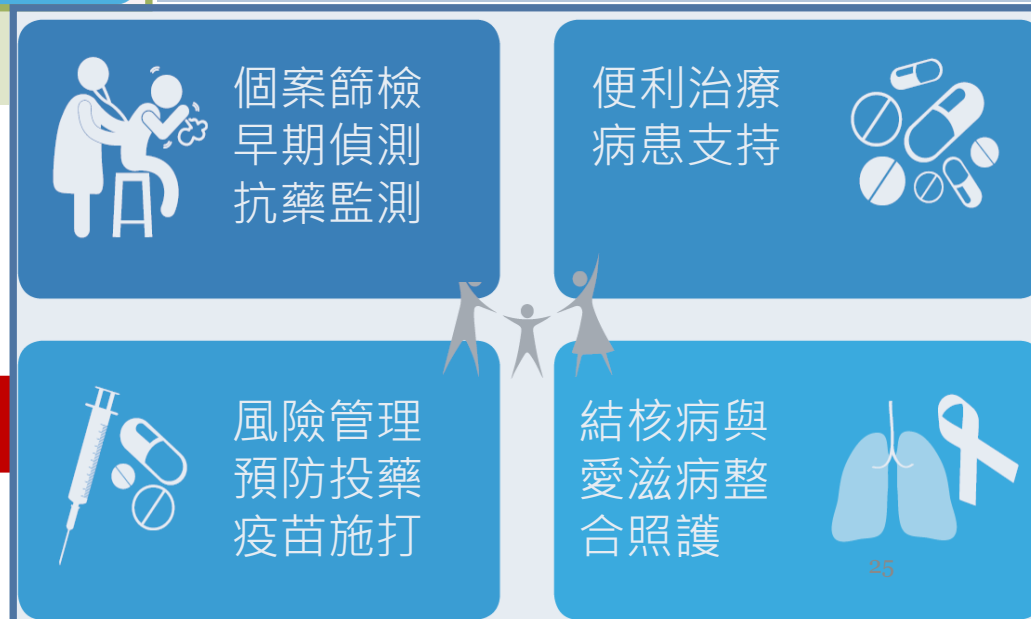 個案篩檢
早期偵測
抗藥監測
便利治療
病患支持
風險管理
預防投藥
疫苗施打
結核病與
愛滋病整
合照護
25